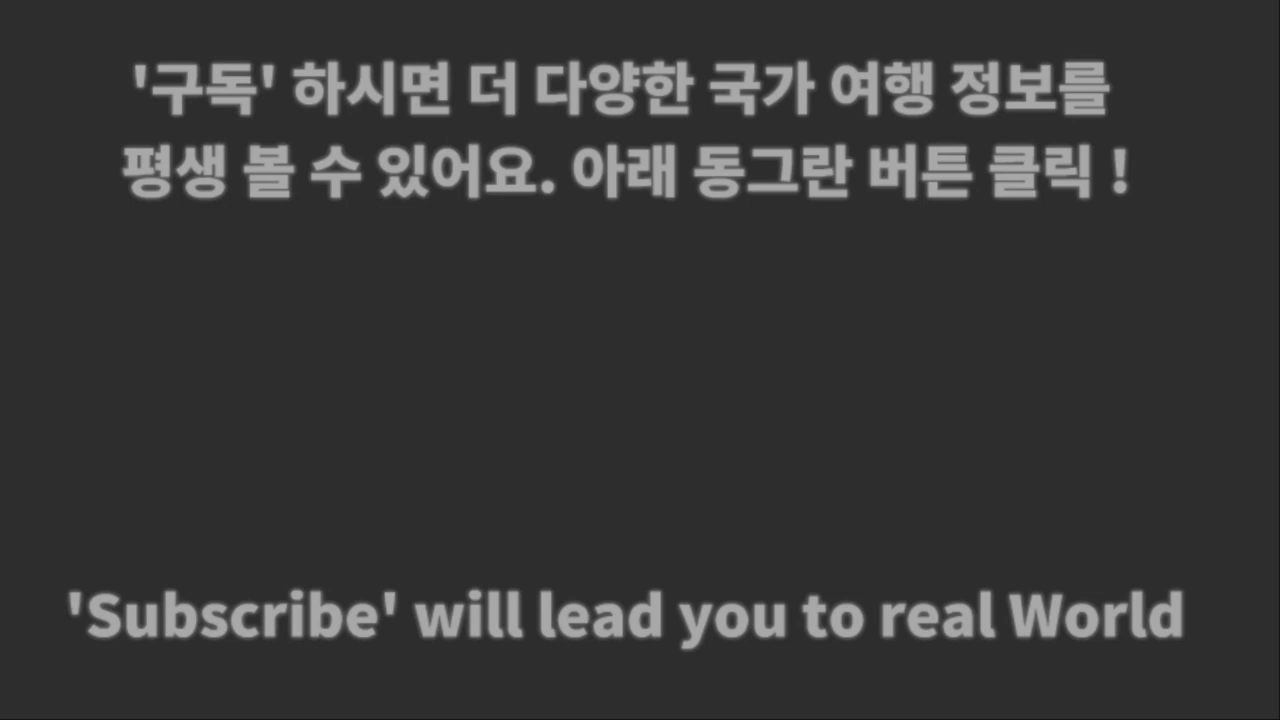 '구독' 하시면 더 다양한 국가 여행 정보를
평생 볼 수 있어요. 아래 동그란 버튼 클릭 !
'Subscribe' will lead you to real World